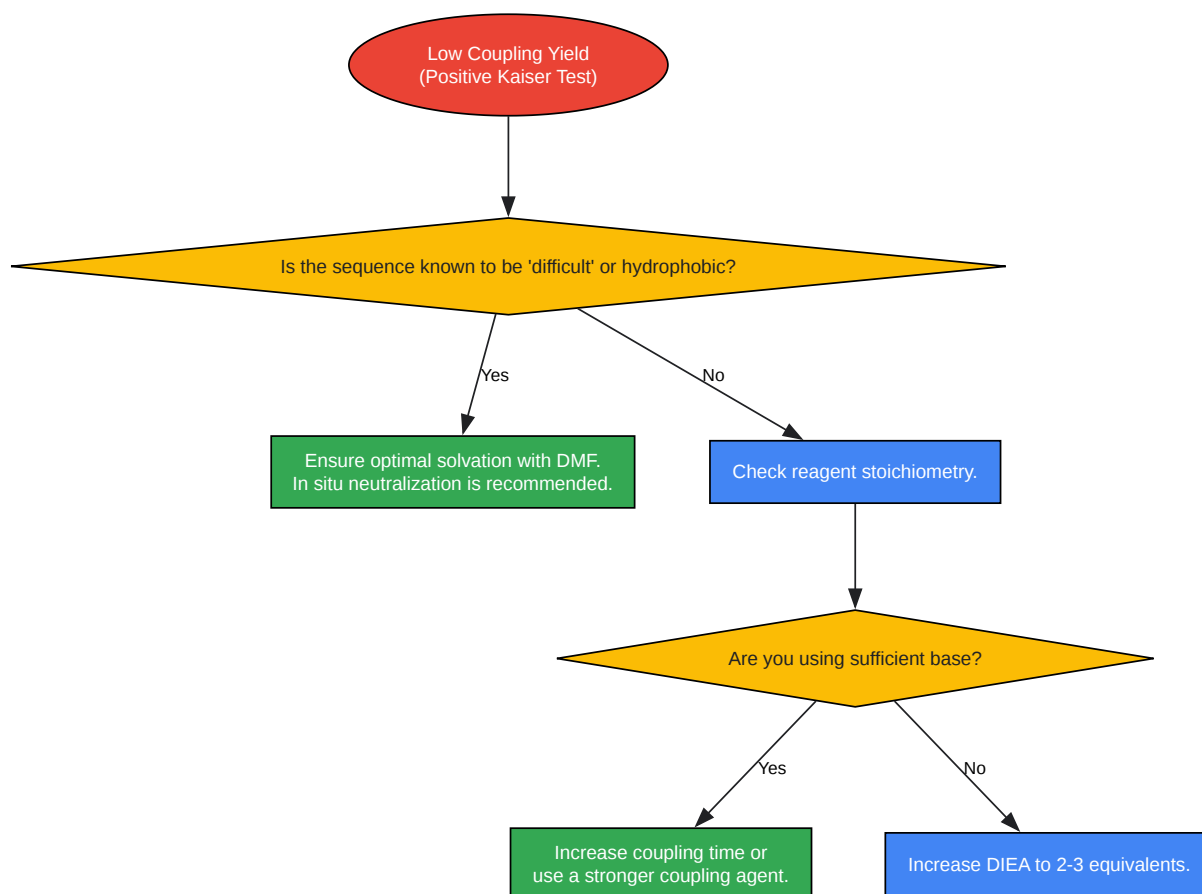 Low Coupling Yield
(Positive Kaiser Test)
Is the sequence known to be 'difficult' or hydrophobic?
Yes
No
Ensure optimal solvation with DMF.
In situ neutralization is recommended.
Check reagent stoichiometry.
Are you using sufficient base?
Yes
No
Increase coupling time or
use a stronger coupling agent.
Increase DIEA to 2-3 equivalents.